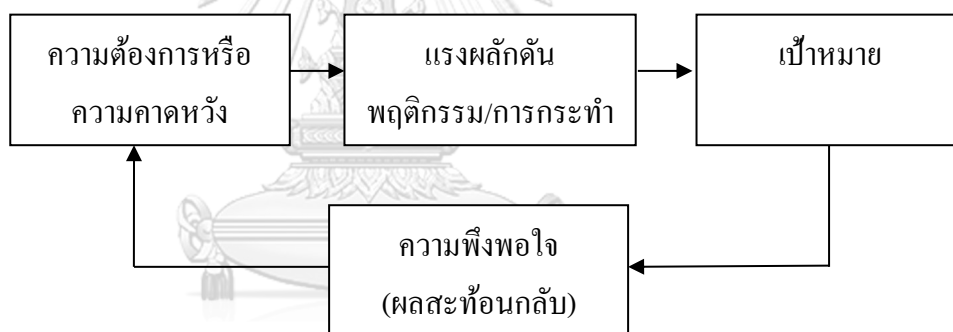 ความต้องการหรือ
ความคาดหวัง
แรงผลักดัน
พฤติกรรม/การกระทำ
เป้าหมาย
ความพึงพอใจ
(ผลสะท้อนกลับ)